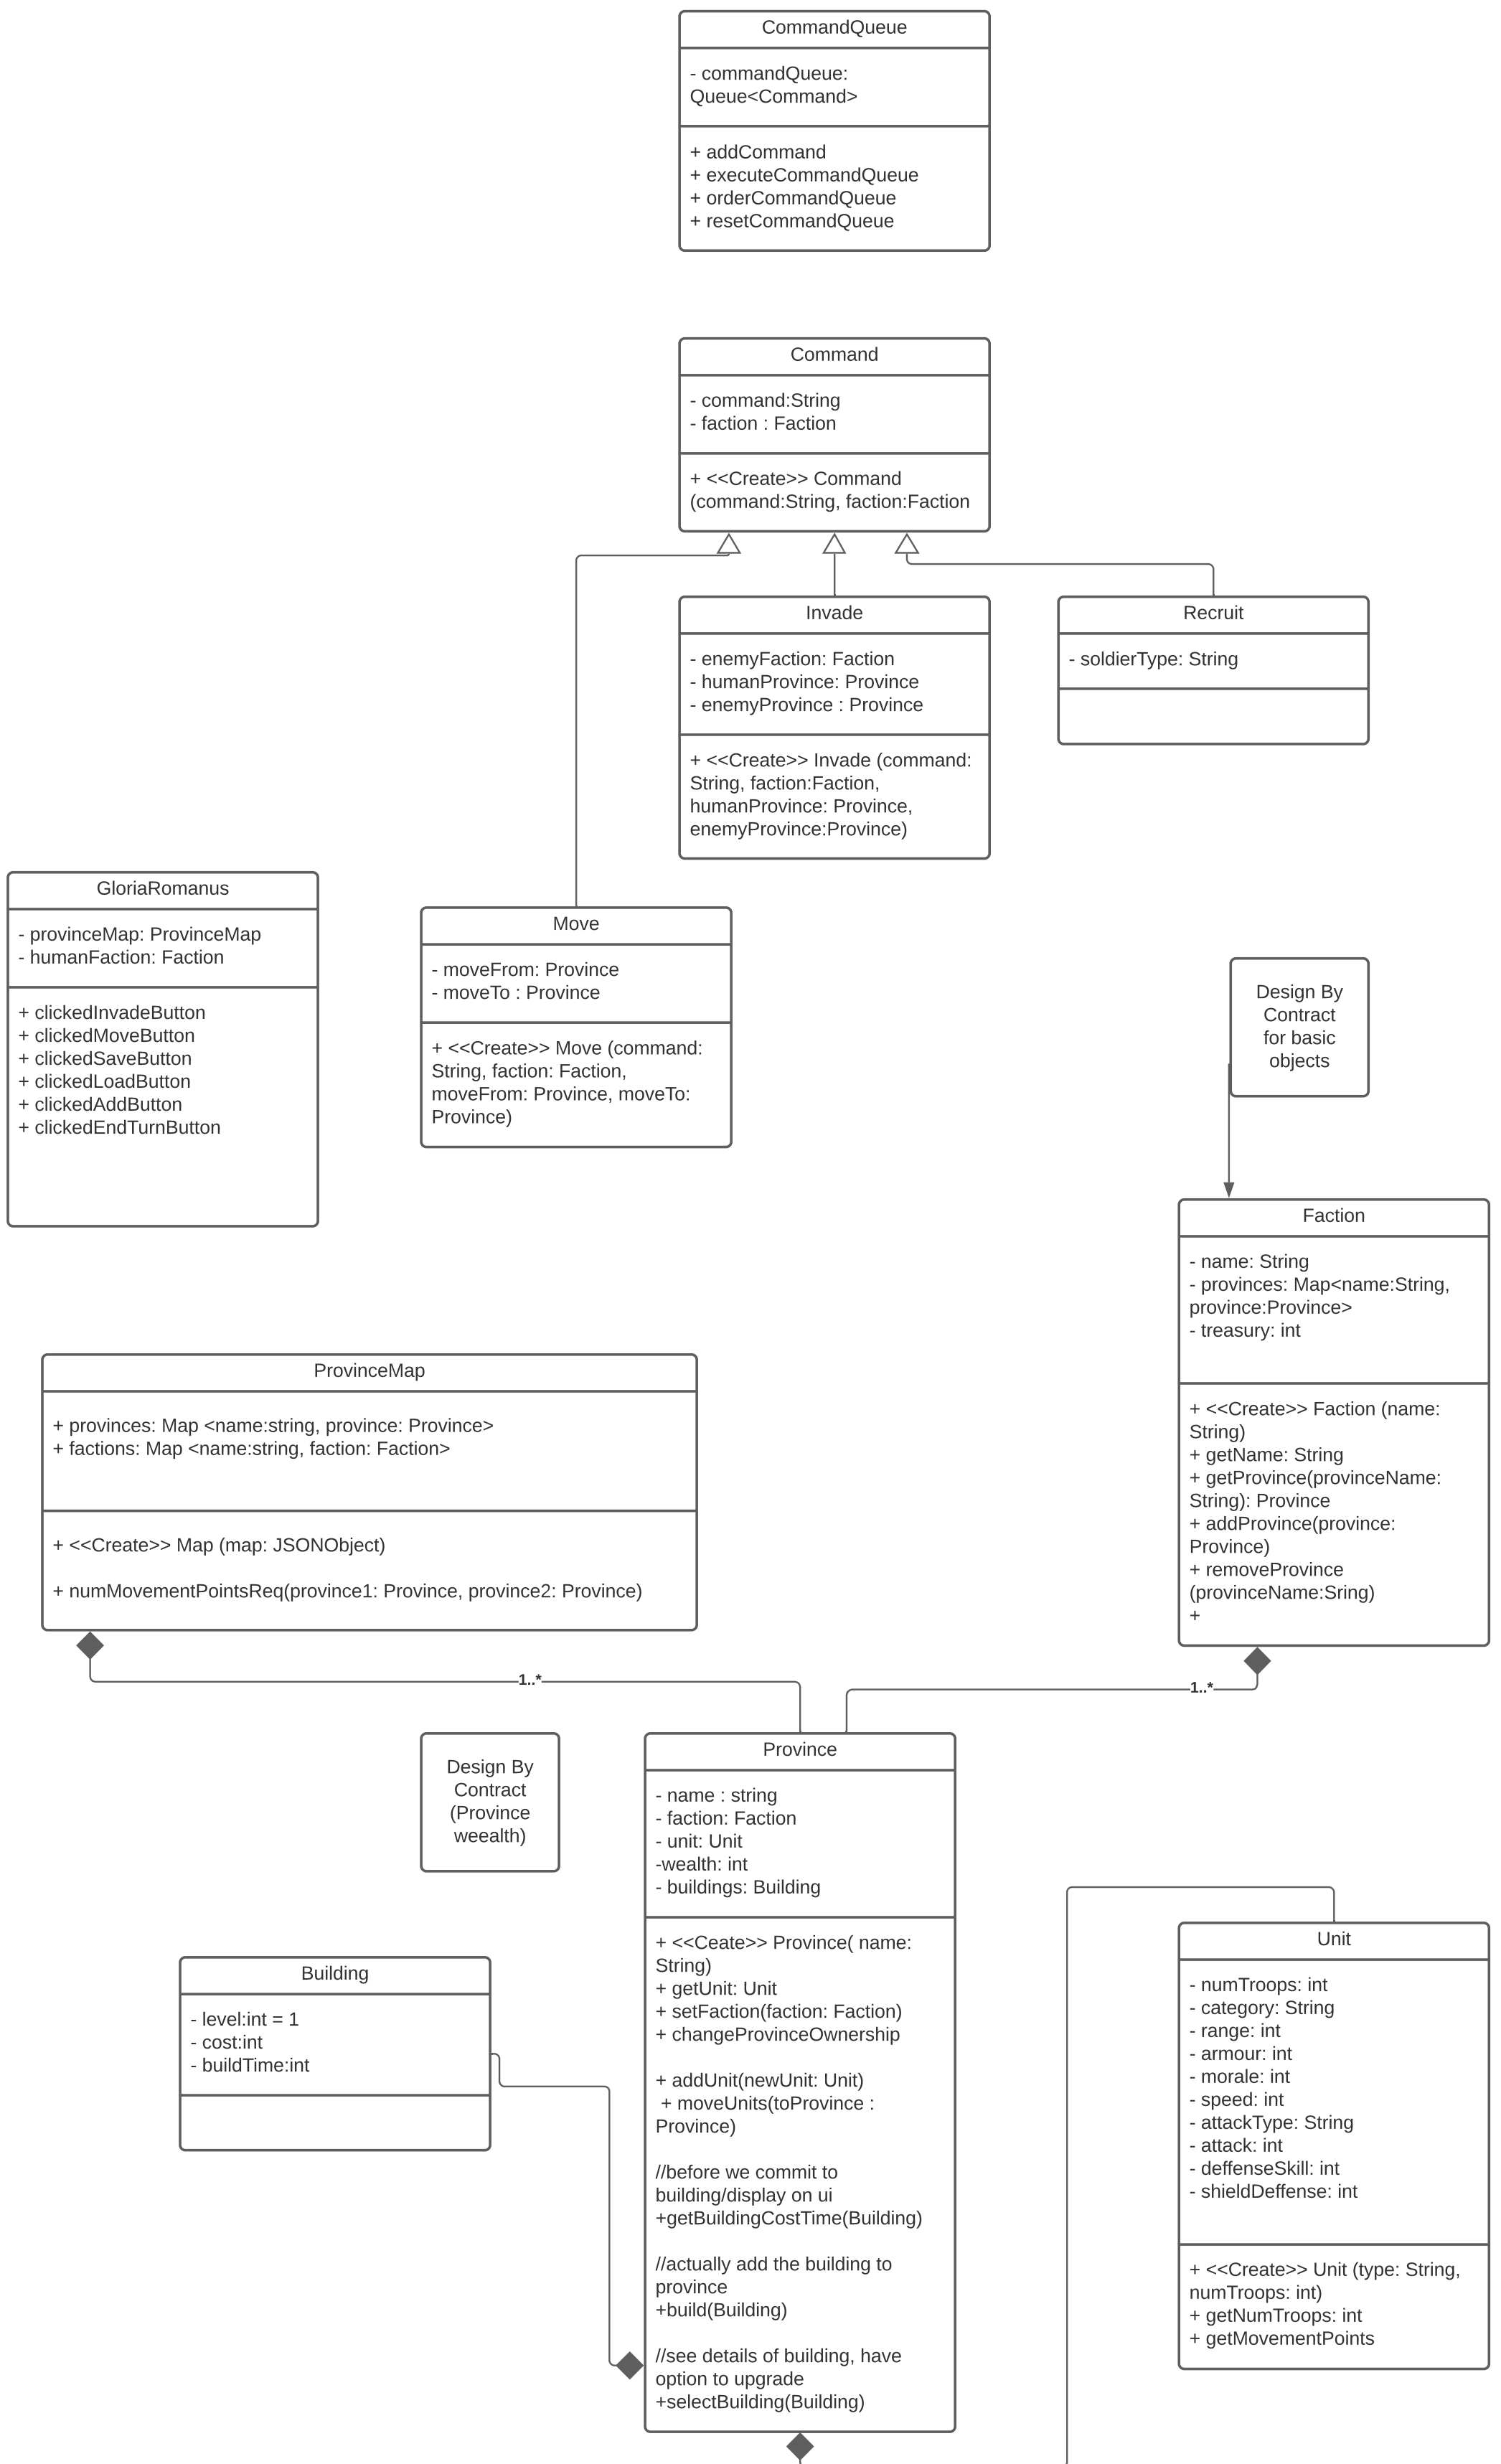 CommandQueue
- commandQueue:
Queue<Command>
+ addCommand
+ executeCommandQueue
+ orderCommandQueue
+ resetCommandQueue
Command
- command:String
- faction : Faction
+ <<Create>> Command
(command:String, faction:Faction
Invade
- enemyFaction: Faction
- humanProvince: Province
- enemyProvince : Province
+ <<Create>> Invade (command:
String, faction:Faction,
humanProvince: Province,
enemyProvince:Province)
Recruit
- soldierType: String
GloriaRomanus
- provinceMap: ProvinceMap
- humanFaction: Faction
+ clickedInvadeButton
+ clickedMoveButton
+ clickedSaveButton
+ clickedLoadButton
+ clickedAddButton
+ clickedEndTurnButton
Move
- moveFrom: Province
- moveTo : Province
+ <<Create>> Move (command:
String, faction: Faction,
moveFrom: Province, moveTo:
Province)
Design By
Contract
for basic
objects
Faction
- name: String
- provinces: Map<name:String,
province:Province>
- treasury: int
+ <<Create>> Faction (name:
String)
+ getName: String
+ getProvince(provinceName:
String): Province
+ addProvince(province:
Province)
+ removeProvince
(provinceName:Sring)
+
ProvinceMap
+ provinces: Map <name:string, province: Province>
+ factions: Map <name:string, faction: Faction>
+ <<Create>> Map (map: JSONObject)
+ numMovementPointsReq(province1: Province, province2: Province)
1..*
1..*
Design By
Contract
(Province
weealth)
Province
- name : string
- faction: Faction
- unit: Unit
-wealth: int
- buildings: Building
+ <<Ceate>> Province( name:
String)
+ getUnit: Unit
+ setFaction(faction: Faction)
+ changeProvinceOwnership
+ addUnit(newUnit: Unit)
+ moveUnits(toProvince :
Province)
//before we commit to
building/display on ui
+getBuildingCostTime(Building)
//actually add the building to
province
+build(Building)
//see details of building, have
option to upgrade
+selectBuilding(Building)
Building
- level:int = 1
- cost:int
- buildTime:int
Unit
- numTroops: int
- category: String
- range: int
- armour: int
- morale: int
- speed: int
- attackType: String
- attack: int
- deffenseSkill: int
- shieldDeffense: int
+ <<Create>> Unit (type: String,
numTroops: int)
+ getNumTroops: int
+ getMovementPoints